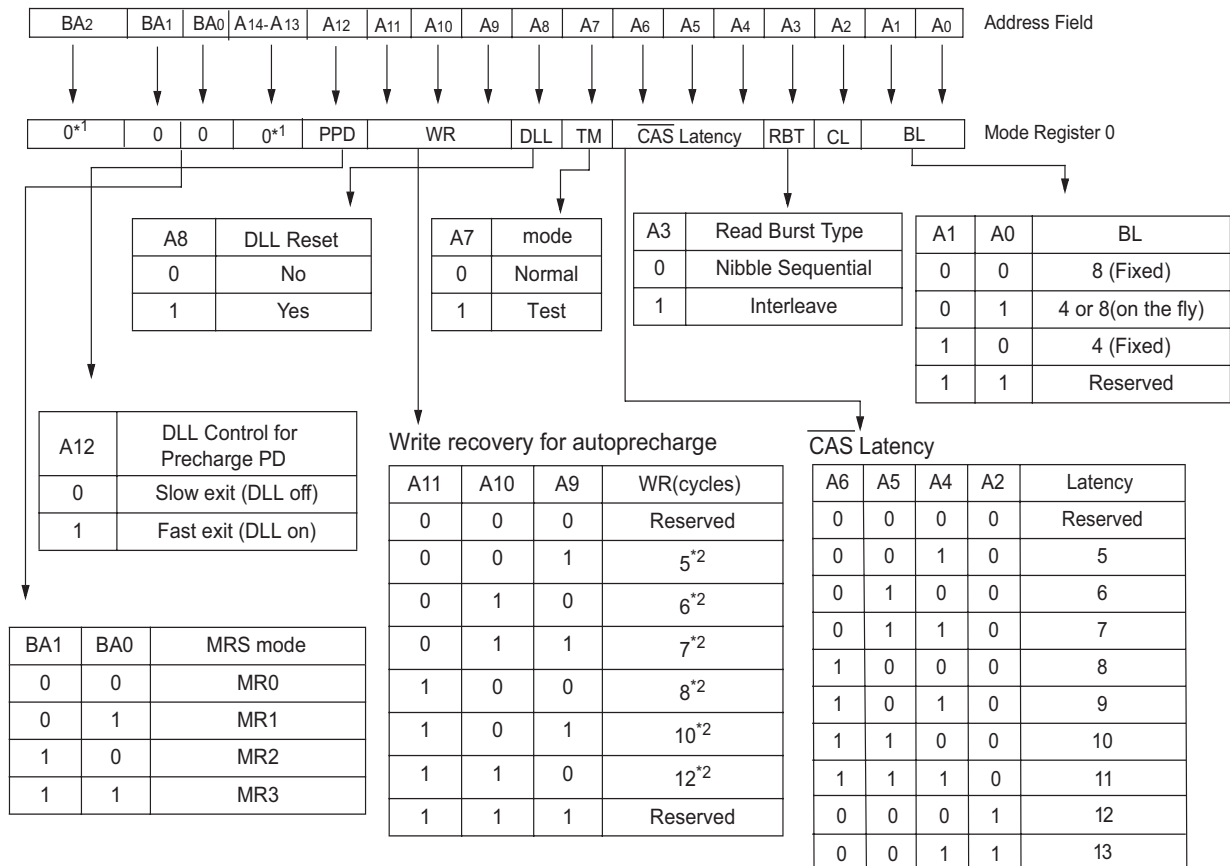 BA2 BA1 BA0 A14-A13 A12 A11 A10 A9 A8 A7 A6 A5 A4 A3 A2 A1 A0 Address Field
0*1 0 0 0*1 PPD WR DLL TM CAS Latency RBT CL BL Mode Register 0
A8 DLL Reset
0 No
1 Yes
A7 mode
0 Normal
1 Test
A3 Read Burst Type
0 Nibble Sequential
1 Interleave
A1 A0 BL
0 0 8 (Fixed)
0 1 4 or 8(on the fly)
1 0 4 (Fixed)
1 1 Reserved
A12 DLL Control for
Precharge PD
0 Slow exit (DLL off)
1 Fast exit (DLL on)
Write recovery for autoprecharge
A11 A10 A9 WR(cycles)
0 0 0 Reserved
0 0 1 5*2
0 1 0 6*2
0 1 1 7*2
1 0 0 8*2
1 0 1 10*2
1 1 0 12*2
1 1 1 Reserved
CAS Latency
A6 A5 A4 A2 Latency
0 0 0 0 Reserved
0 0 1 0 5
0 1 0 0 6
0 1 1 0 7
1 0 0 0 8
1 0 1 0 9
1 1 0 0 10
1 1 1 0 11
0 0 0 1 12
0 0 1 1 13
BA1 BA0 MRS mode
0 0 MR0
0 1 MR1
1 0 MR2
1 1 MR3